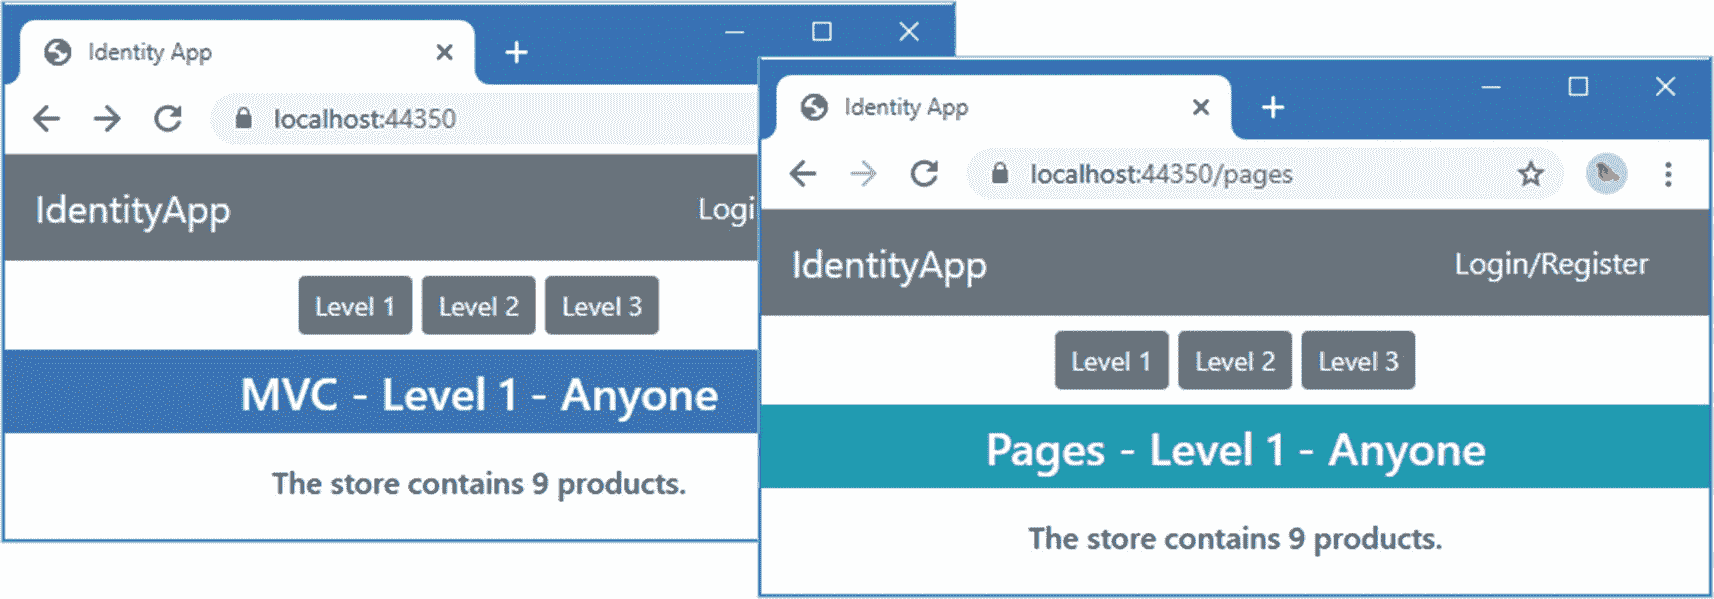 Identity App
localhost:44350
IdentityApp
Logi
Level 1 Level 2 Level 3
MVC - Level 1 - Anyone
The store contains 9 products.
Identity App
localhost:44350/pages
IdentityApp Login/Register
Level 1 Level 2 Level 3
Pages - Level 1 - Anyone
The store contains 9 products.